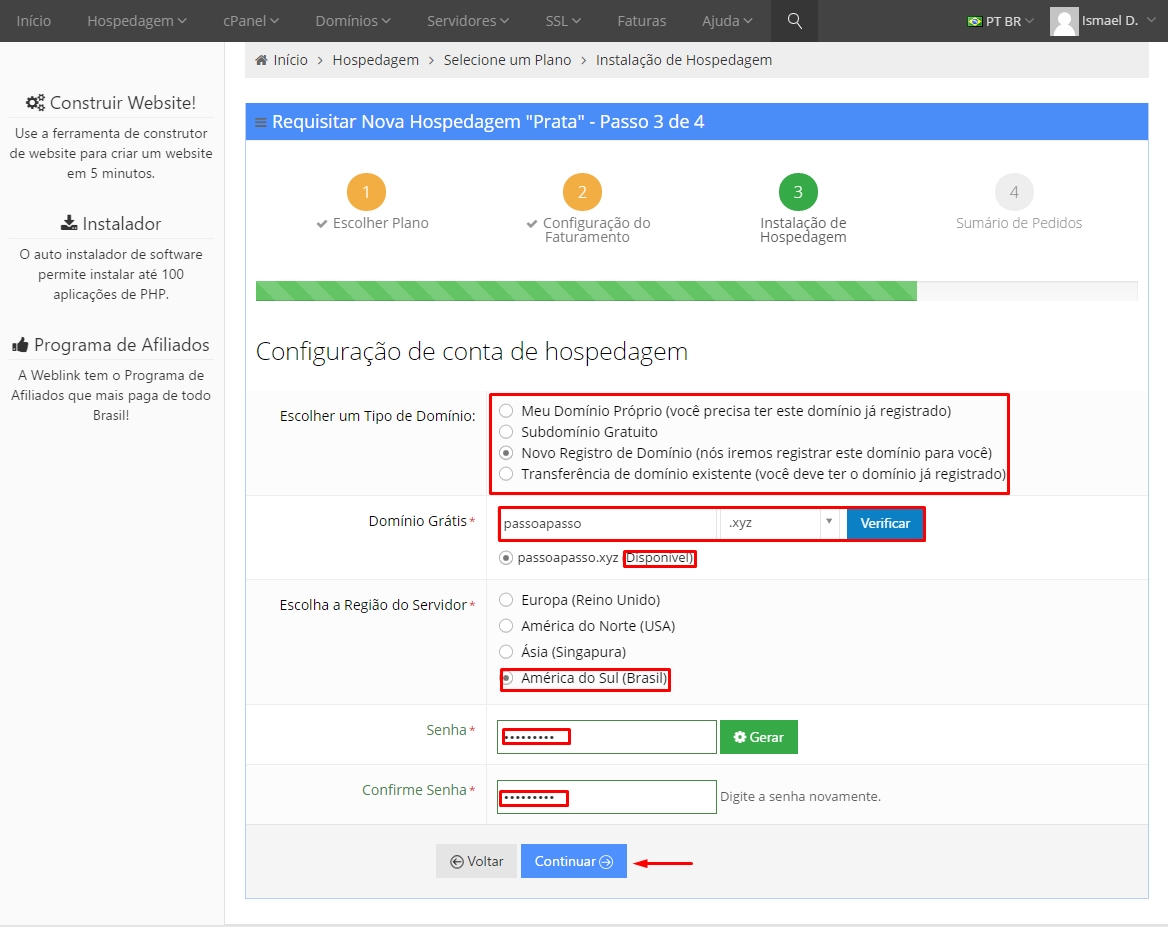 Início Hospedagem cPanel Domínios Servidores SSL Faturas Ajuda PT BR Ismael D.
Início > Hospedagem > Selecione um Plano > Instalação de Hospedagem
Construir Website!
Use a ferramenta de construtor
de website para criar um website
em 5 minutos.
Instalador
O auto instalador de software
permite instalar até 100
aplicações de PHP.
Programa de Afiliados
A Weblink tem o Programa de
Afiliados que mais paga de todo
Brasil!
Requisitar Nova Hospedagem "Prata" - Passo 3 de 4
1
Escolher Plano
2
Configuração do
Faturamento
3
Instalação de
Hospedagem
4
Sumário de Pedidos
Configuração de conta de hospedagem
Escolher um Tipo de Domínio:
Meu Domínio Próprio (você precisa ter este domínio já registrado)
Subdomínio Gratuito
Novo Registro de Domínio (nós iremos registrar este domínio para você)
Transferência de domínio existente (você deve ter o domínio já registrado)
Domínio Grátis*
passoapasso .xyz Verificar
passoapasso.xyz (Disponível)
Escolha a Região do Servidor*
Europa (Reino Unido)
América do Norte (USA)
Ásia (Singapura)
América do Sul (Brasil)
Senha* ••••••••• Gerar
Confirme Senha* ••••••••• Digite a senha novamente.
Voltar Continuar